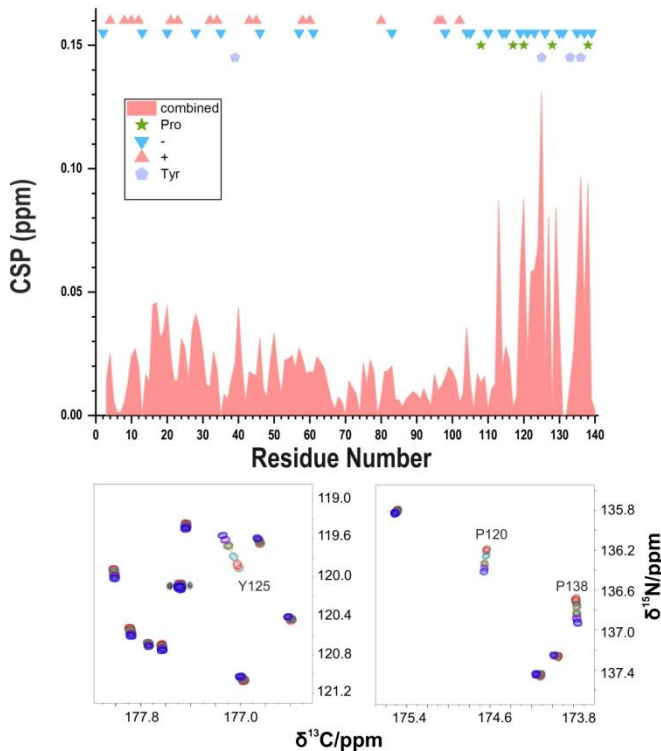 0.15
combined
Pro
-
+
Tyr
0.10
CSP (ppm)
0.05
0.00
0 10 20 30 40 50 60 70 80 90 100 110 120 130 140
Residue Number
119.0
119.6
120.0
120.4
120.8
121.2
Y125
177.8 177.0
135.8
136.2
136.6
137.0
137.4
P120
P138
175.4 174.6 173.8
δ¹⁵N/ppm
δ¹³C/ppm